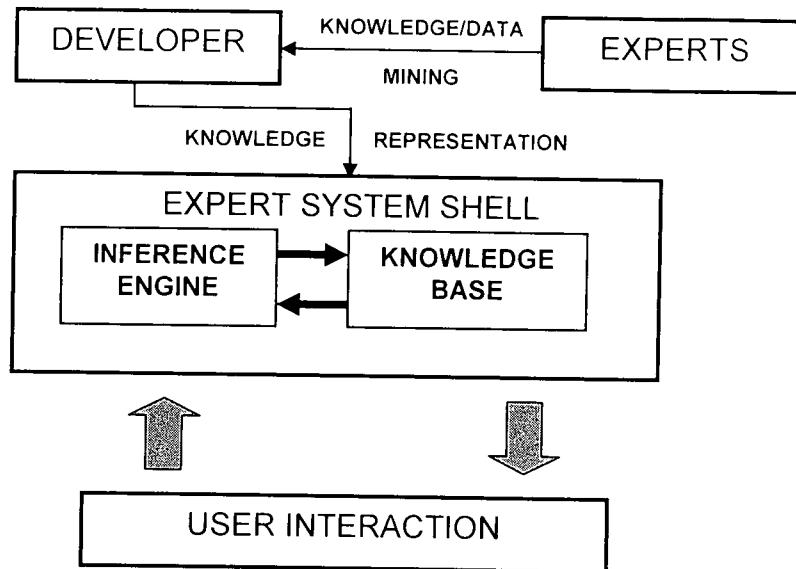 DEVELOPER
KNOWLEDGE/DATA
MINING
EXPERTS
KNOWLEDGE REPRESENTATION
EXPERT SYSTEM SHELL
INFERENCE
ENGINE
KNOWLEDGE
BASE
USER INTERACTION